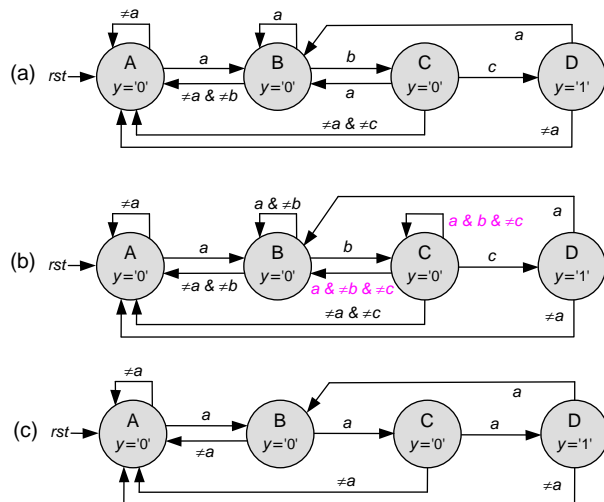 ≠a
a
a
a
(a)
rst
A
y='0'
a
B
y='0'
b
C
y='0'
c
D
y='1'
≠a & ≠b
a
≠a & ≠c
≠a
≠a
a & ≠b
a & b & ≠c
a
(b)
rst
A
y='0'
a
B
y='0'
b
C
y='0'
c
D
y='1'
≠a & ≠b
a & ≠b & ≠c
≠a & ≠c
≠a
≠a
a
(c)
rst
A
y='0'
a
B
y='0'
a
C
y='0'
a
D
y='1'
≠a
≠a
≠a